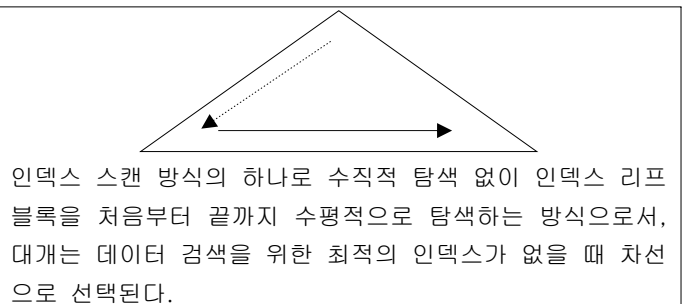 인덱스 스캔 방식의 하나로 수직적 탐색 없이 인덱스 리프
블록을 처음부터 끝까지 수평적으로 탐색하는 방식으로서,
대개는 데이터 검색을 위한 최적의 인덱스가 없을 때 차선
으로 선택된다.